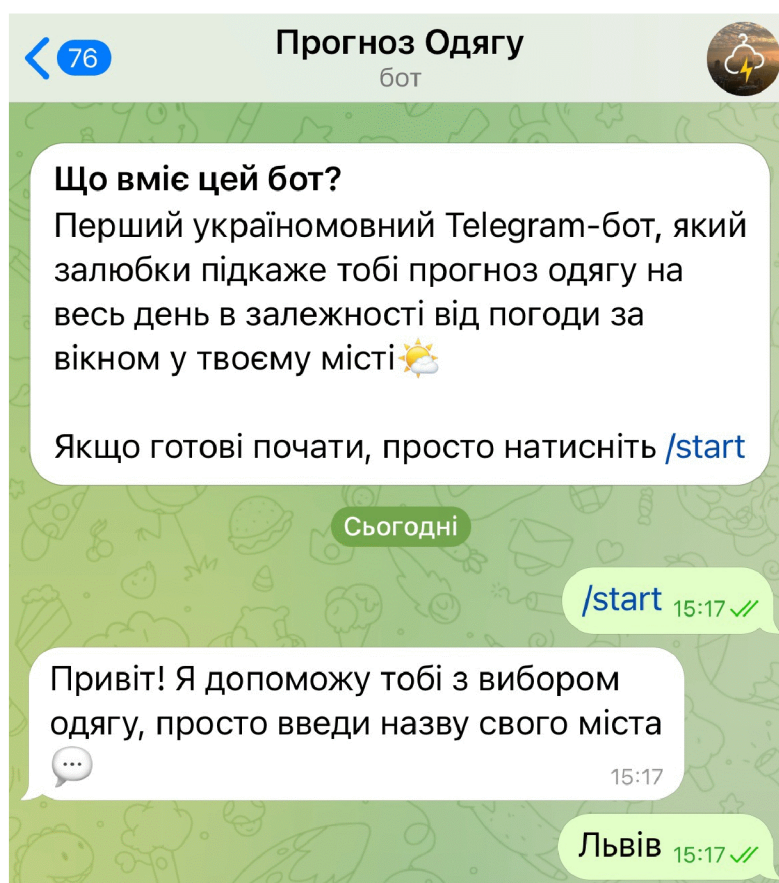 76
Прогноз Одягу
бот
Що вміє цей бот?
Перший україномовний Telegram-бот, який
залюбки підкаже тобі прогноз одягу на
весь день в залежності від погоди за
вікном у твоєму місті🌤️
Якщо готові почати, просто натисніть /start
Сьогодні
/start 15:17
Привіт! Я допоможу тобі з вибором
одягу, просто введи назву свого міста
💬 15:17
Львів 15:17